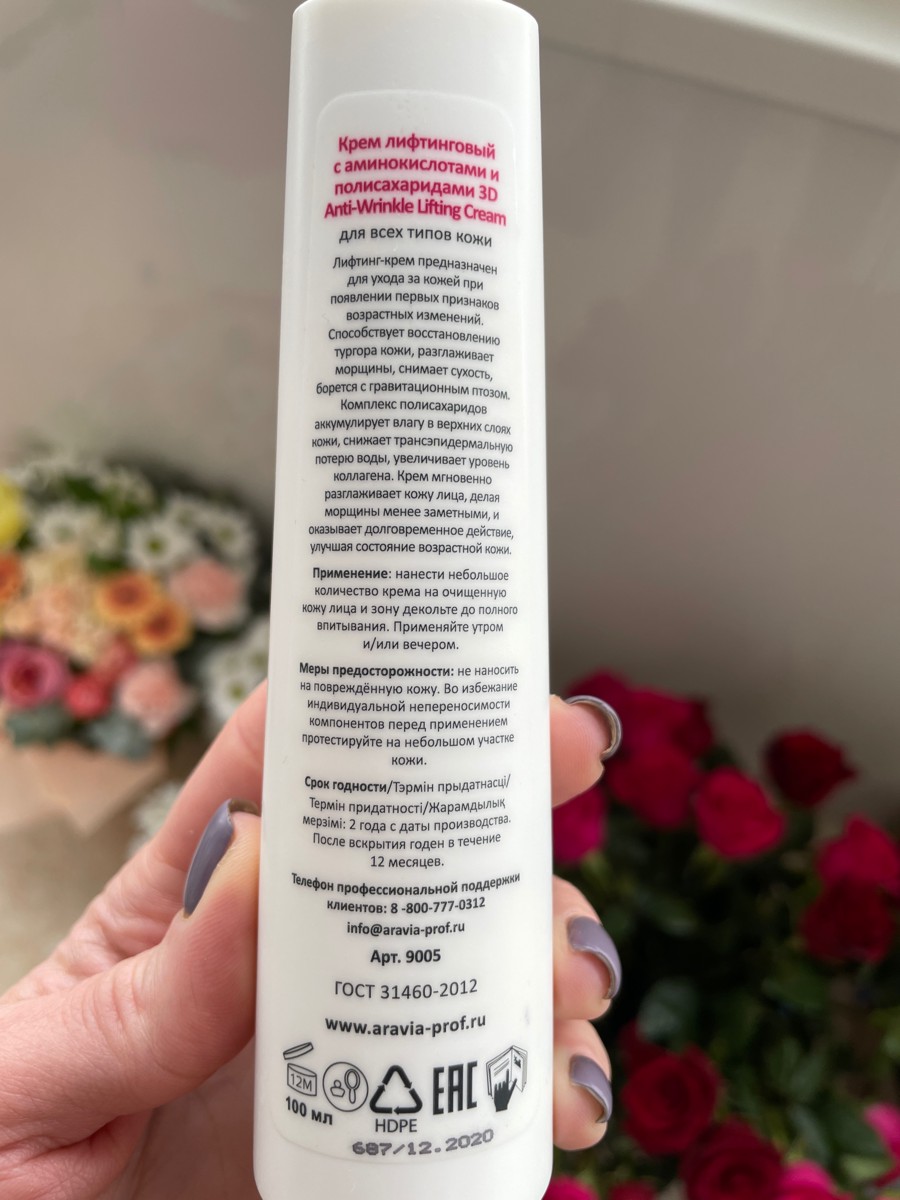 Крем лифтинговый
с аминокислотами и
полисахаридами 3D
Anti-Wrinkle Lifting Cream
для всех типов кожи
Лифтинг-крем предназначен
для ухода за кожей при
появлении первых признаков
возрастных изменений.
Способствует восстановлению
тургора кожи, разглаживает
морщины, снимает сухость,
борется с гравитационным птозом.
Комплекс полисахаридов
аккумулирует влагу в верхних слоях
кожи, снижает трансэпидермальную
потерю воды, увеличивает уровень
коллагена. Крем мгновенно
разглаживает кожу лица, делая
морщины менее заметными, и
оказывает долговременное действие,
улучшая состояние возрастной кожи.
Применение: нанести небольшое
количество крема на очищенную
кожу лица и зону декольте до полного
впитывания. Применяйте утром
и/или вечером.
Меры предосторожности: не наносить
на повреждённую кожу. Во избежание
индивидуальной непереносимости
компонентов перед применением
протестируйте на небольшом участке
кожи.
Срок годности/Тэрмін прыдатнасці/
Термін придатності/Жарамдылық
мерзімі: 2 года с даты производства.
После вскрытия годен в течение
12 месяцев.
Телефон профессиональной поддержки
клиентов: 8 -800-777-0312
info@aravia-prof.ru
Арт. 9005
ГОСТ 31460-2012
www.aravia-prof.ru
12M
EAC
100 мл
HDPE
687/12.2020